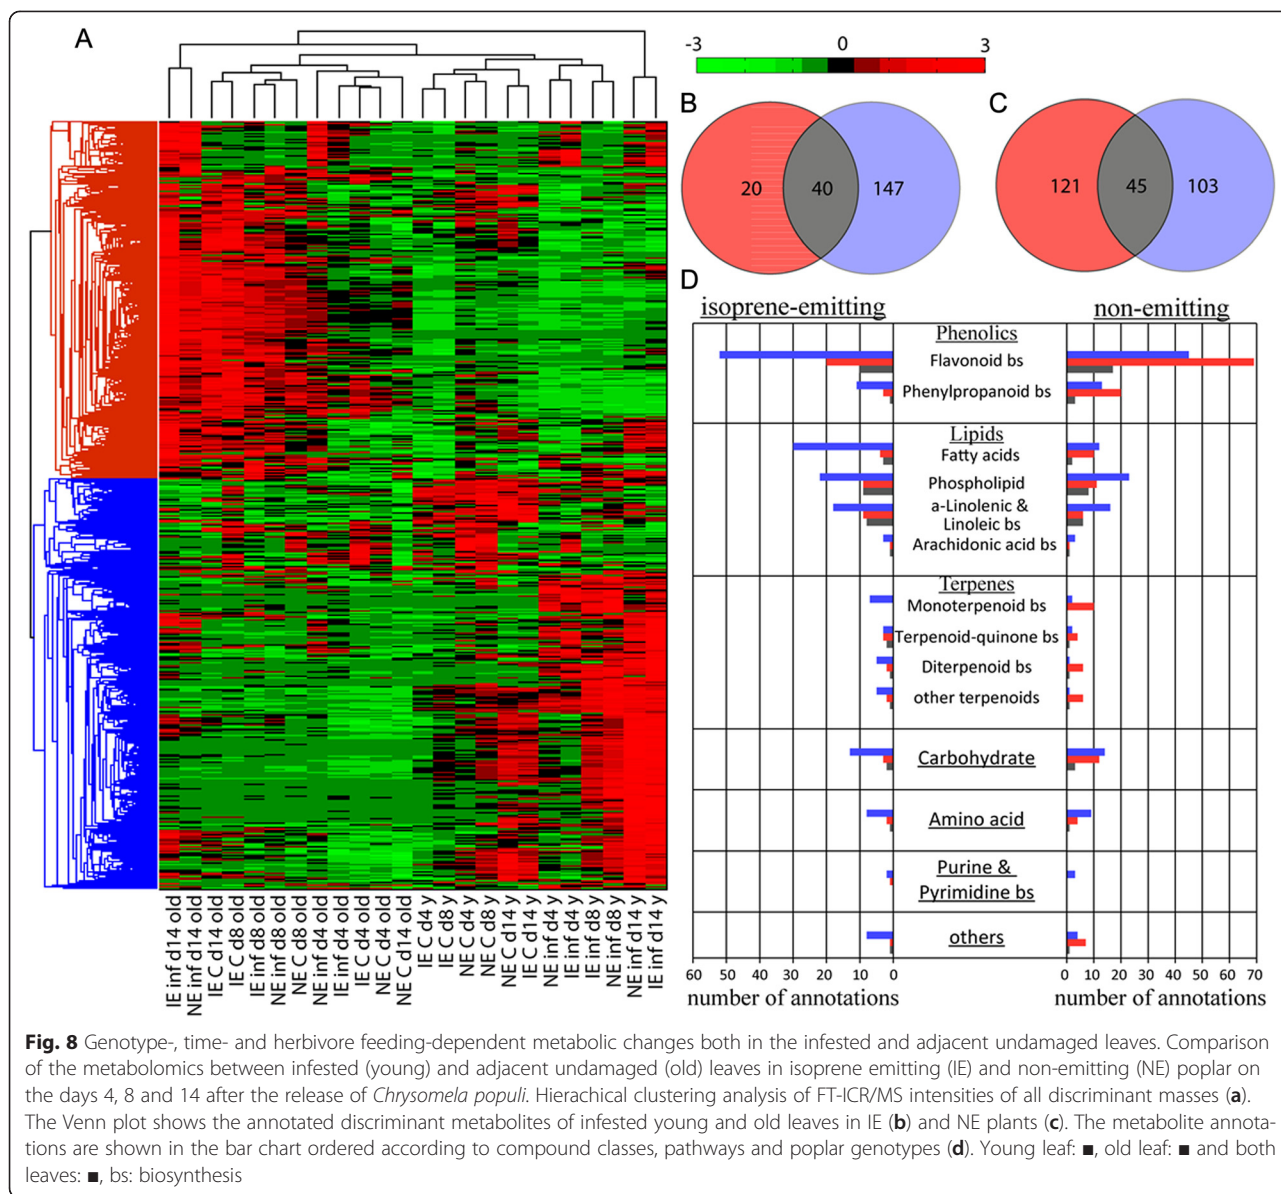 A
-3 0 3
B
C
20 40 147
121 45 103
D
isoprene-emitting
non-emitting
Phenolics
Flavonoid bs
Phenylpropanoid bs
Lipids
Fatty acids
Phospholipid
a-Linolenic &
Linoleic bs
Arachidonic acid bs
Terpenes
Monoterpenoid bs
Terpenoid-quinone bs
Diterpenoid bs
other terpenoids
Carbohydrate
Amino acid
Purine &
Pyrimidine bs
others
60 50 40 30 20 10 0
0 10 20 30 40 50 60 70
number of annotations
number of annotations
IE inf d14 old
NE inf d14 old
IE C d14 old
IE C d8 old
IE inf d8 old
NE inf d8 old
NE C d8 old
NE inf d4 old
IE inf d4 old
IE C d4 old
NE C d4 old
NE C d14 old
IE C d4 y
IE C d8 y
NE C d4 y
NE C d8 y
NE C d14 y
IE C d14 y
NE inf d4 y
IE inf d4 y
IE inf d8 y
NE inf d8 y
NE inf d14 y
IE inf d14 y
Fig. 8 Genotype-, time- and herbivore feeding-dependent metabolic changes both in the infested and adjacent undamaged leaves. Comparison
of the metabolomics between infested (young) and adjacent undamaged (old) leaves in isoprene emitting (IE) and non-emitting (NE) poplar on
the days 4, 8 and 14 after the release of Chrysomela populi. Hierachical clustering analysis of FT-ICR/MS intensities of all discriminant masses (a).
The Venn plot shows the annotated discriminant metabolites of infested young and old leaves in IE (b) and NE plants (c). The metabolite annota-
tions are shown in the bar chart ordered according to compound classes, pathways and poplar genotypes (d). Young leaf: ■, old leaf: ■ and both
leaves: ■, bs: biosynthesis